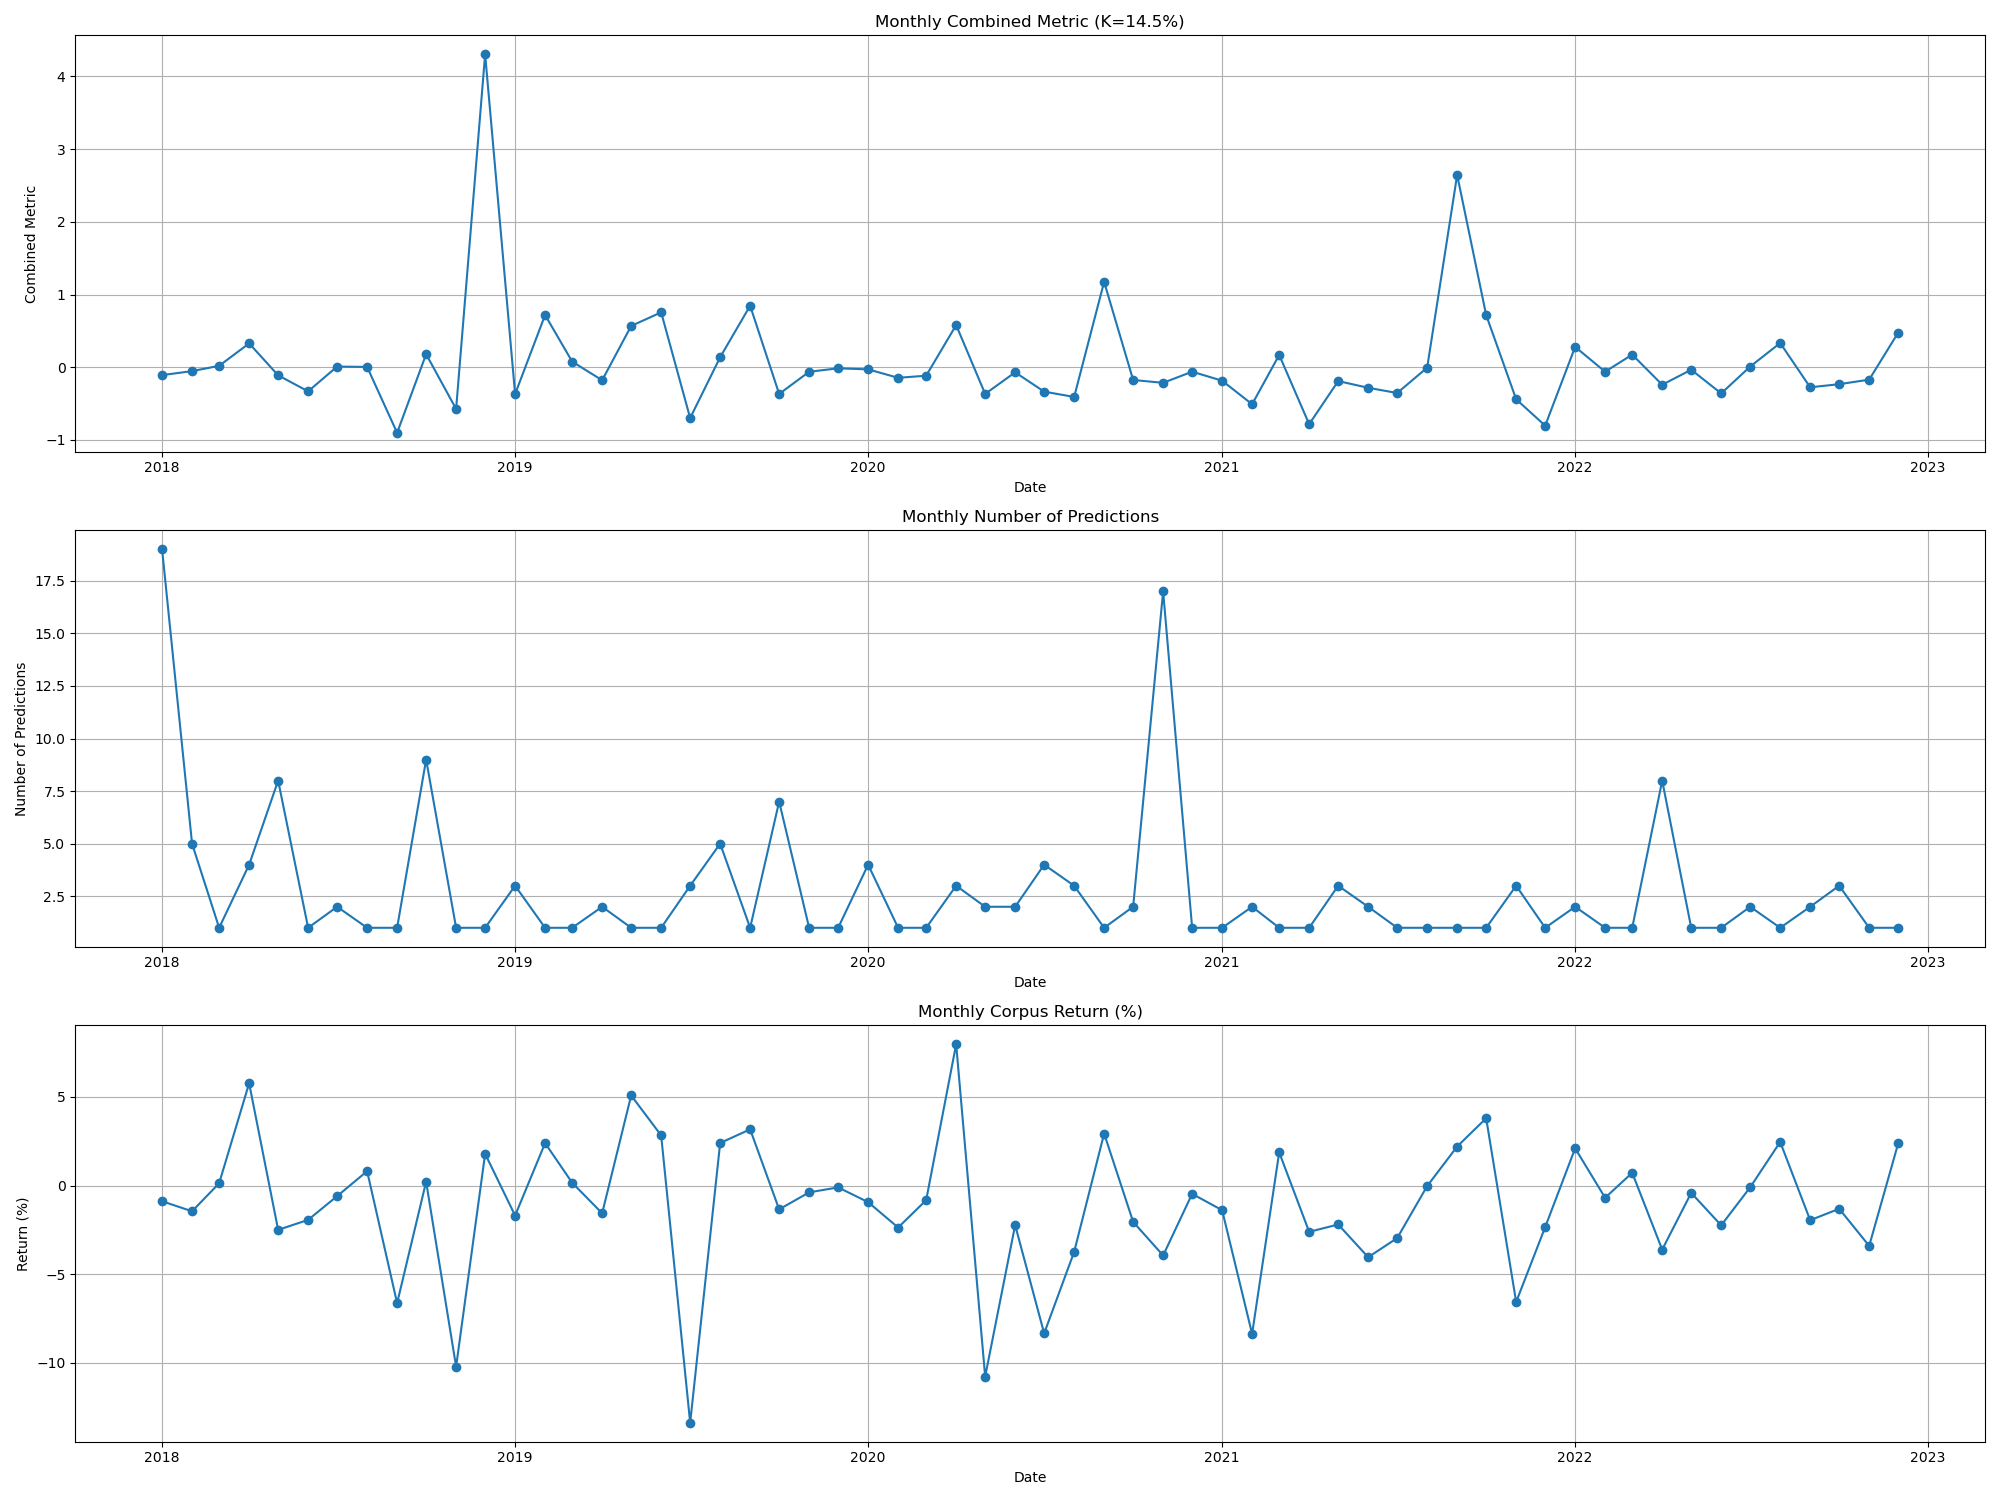 Monthly Combined Metric (K=14.5%)
Combined Metric
4
3
2
1
0
−1
2018 2019 2020 2021 2022 2023
Date
Monthly Number of Predictions
Number of Predictions
17.5
15.0
12.5
10.0
7.5
5.0
2.5
2018 2019 2020 2021 2022 2023
Date
Monthly Corpus Return (%)
Return (%)
5
0
−5
−10
2018 2019 2020 2021 2022 2023
Date